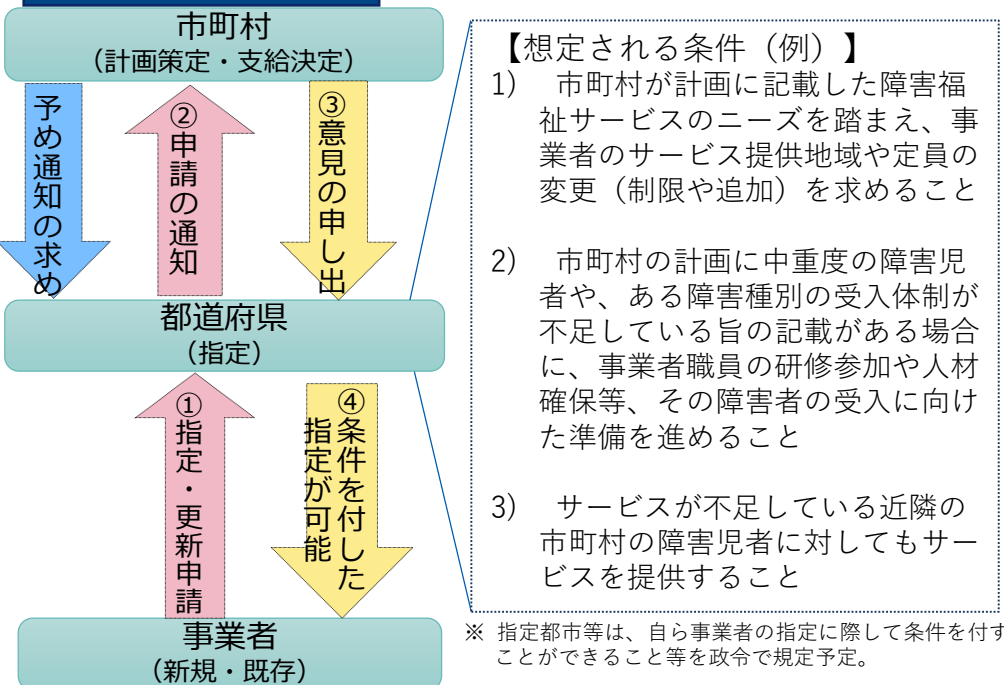 市町村
（計画策定・支給決定）
予め通知の求め
②申請の通知
③意見の申し出
都道府県
（指定）
①指定・更新申請
④条件を付した
指定が可能
事業者
（新規・既存）
【想定される条件（例）】
1)　市町村が計画に記載した障害福
祉サービスのニーズを踏まえ、事
業者のサービス提供地域や定員の
変更（制限や追加）を求めること
2)　市町村の計画に中重度の障害児
者や、ある障害種別の受入体制が
不足している旨の記載がある場合
に、事業者職員の研修参加や人材
確保等、その障害者の受入に向け
た準備を進めること
3)　サービスが不足している近隣の
市町村の障害児者に対してもサー
ビスを提供すること
※ 指定都市等は、自ら事業者の指定に際して条件を付す
ことができること等を政令で規定予定。